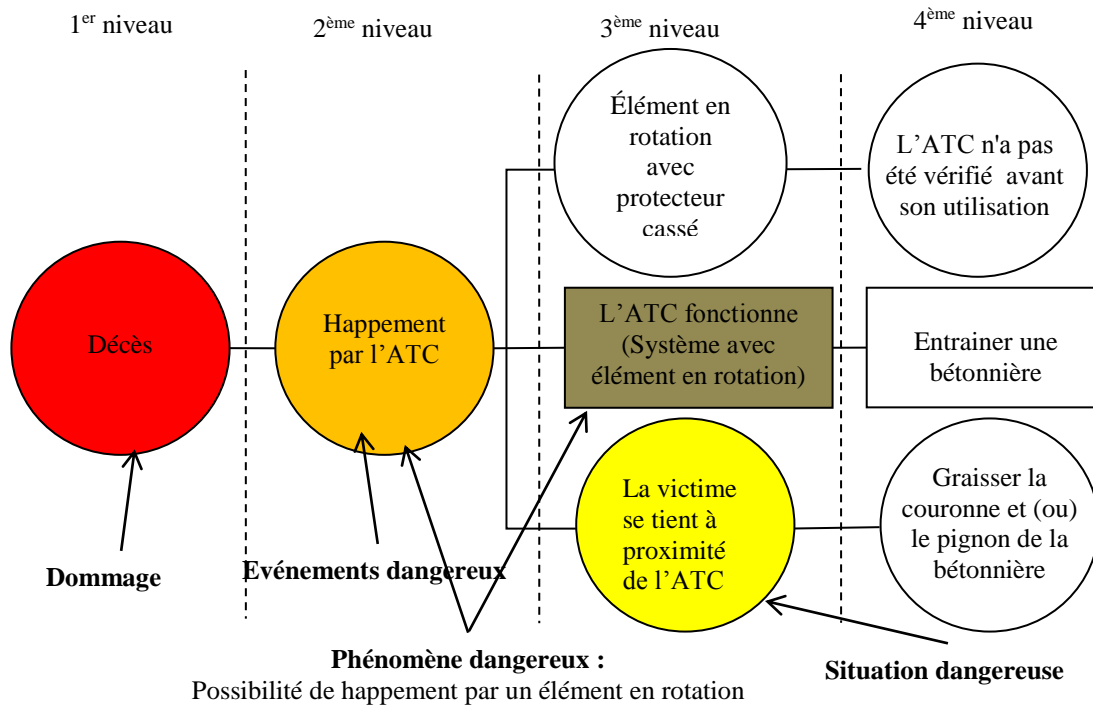 1er niveau
2ème niveau
3ème niveau
4ème niveau
Élément en
rotation
avec
protecteur
cassé
L’ATC n'a pas
été vérifié avant
son utilisation
Décès
Happement
par l’ATC
L’ATC fonctionne
(Système avec
élément en rotation)
Entrainer une
bétonnière
La victime
se tient à
proximité
de l’ATC
Graisser la
couronne et (ou)
le pignon de la
bétonnière
Dommage
Evénements dangereux
Phénomène dangereux :
Possibilité de happement par un élément en rotation
Situation dangereuse